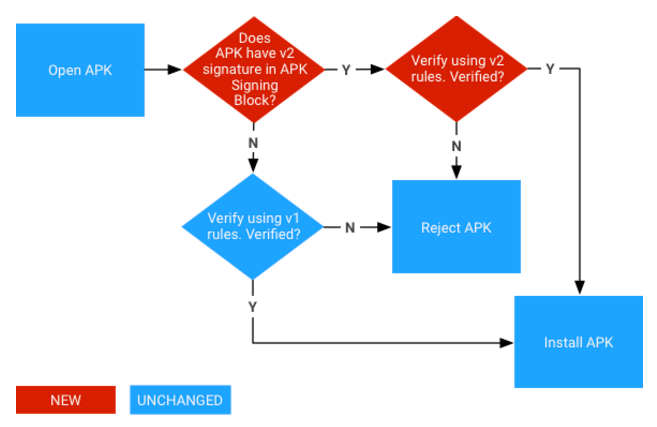 Open APK
Does
APK have v2
signature in APK
Signing
Block?
Y
Verify using v2
rules. Verified?
Y
N
N
Verify using v1
rules. Verified?
N
Reject APK
Y
Install APK
NEW
UNCHANGED